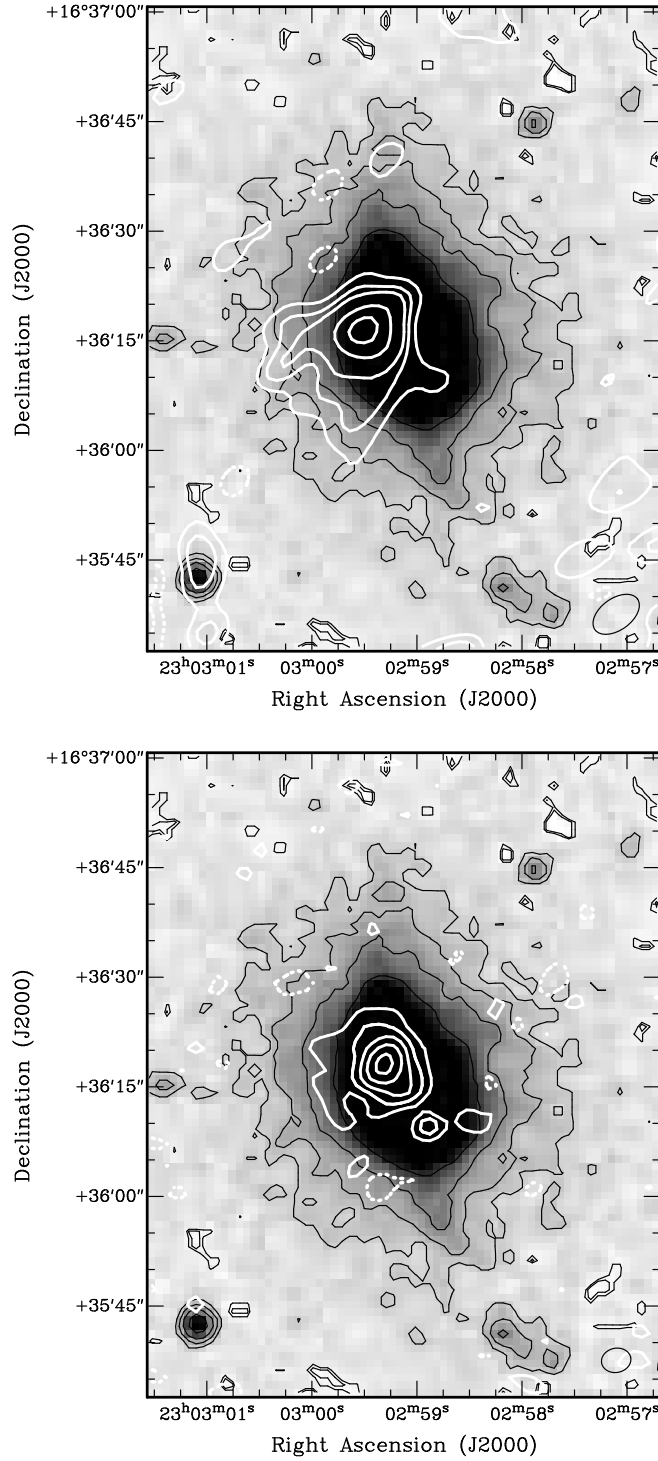 +16°37′00″
+36′45″
+36′30″
+36′15″
+36′00″
+35′45″
Declination (J2000)
23ʰ03ᵐ01ˢ 03ᵐ00ˢ 02ᵐ59ˢ 02ᵐ58ˢ 02ᵐ57ˢ
Right Ascension (J2000)
+16°37′00″
+36′45″
+36′30″
+36′15″
+36′00″
+35′45″
Declination (J2000)
23ʰ03ᵐ01ˢ 03ᵐ00ˢ 02ᵐ59ˢ 02ᵐ58ˢ 02ᵐ57ˢ
Right Ascension (J2000)